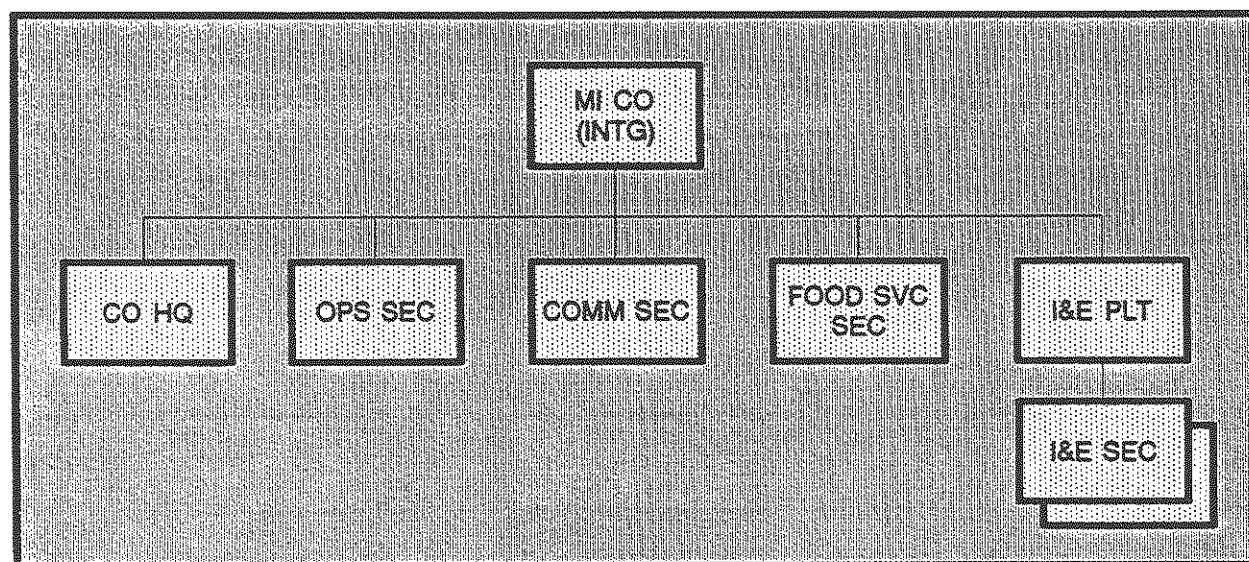 MI CO
(INTG)
CO HQ
OPS SEC
COMM SEC
FOOD SVC
SEC
I&E PLT
I&E SEC